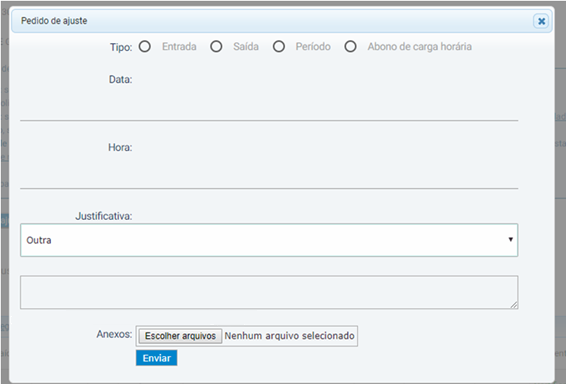 Pedido de ajuste
Tipo: Entrada Saída Período Abono de carga horária
Data:
Hora:
Justificativa:
Outra
Anexos: Escolher arquivos Nenhum arquivo selecionado
Enviar